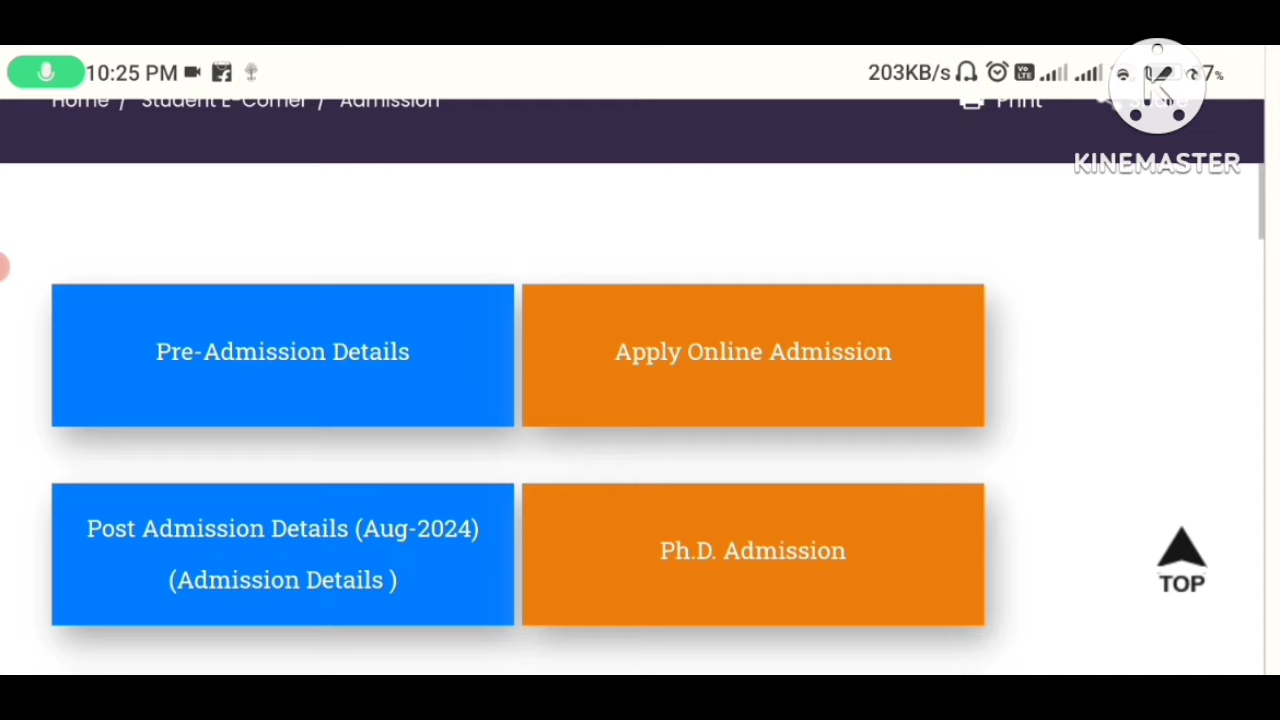 10:25 PM
203KB/s
Home / Student E-Corner / Admission
Print
KINEMASTER
Pre-Admission Details
Apply Online Admission
Post Admission Details (Aug-2024)
(Admission Details )
Ph.D. Admission
TOP